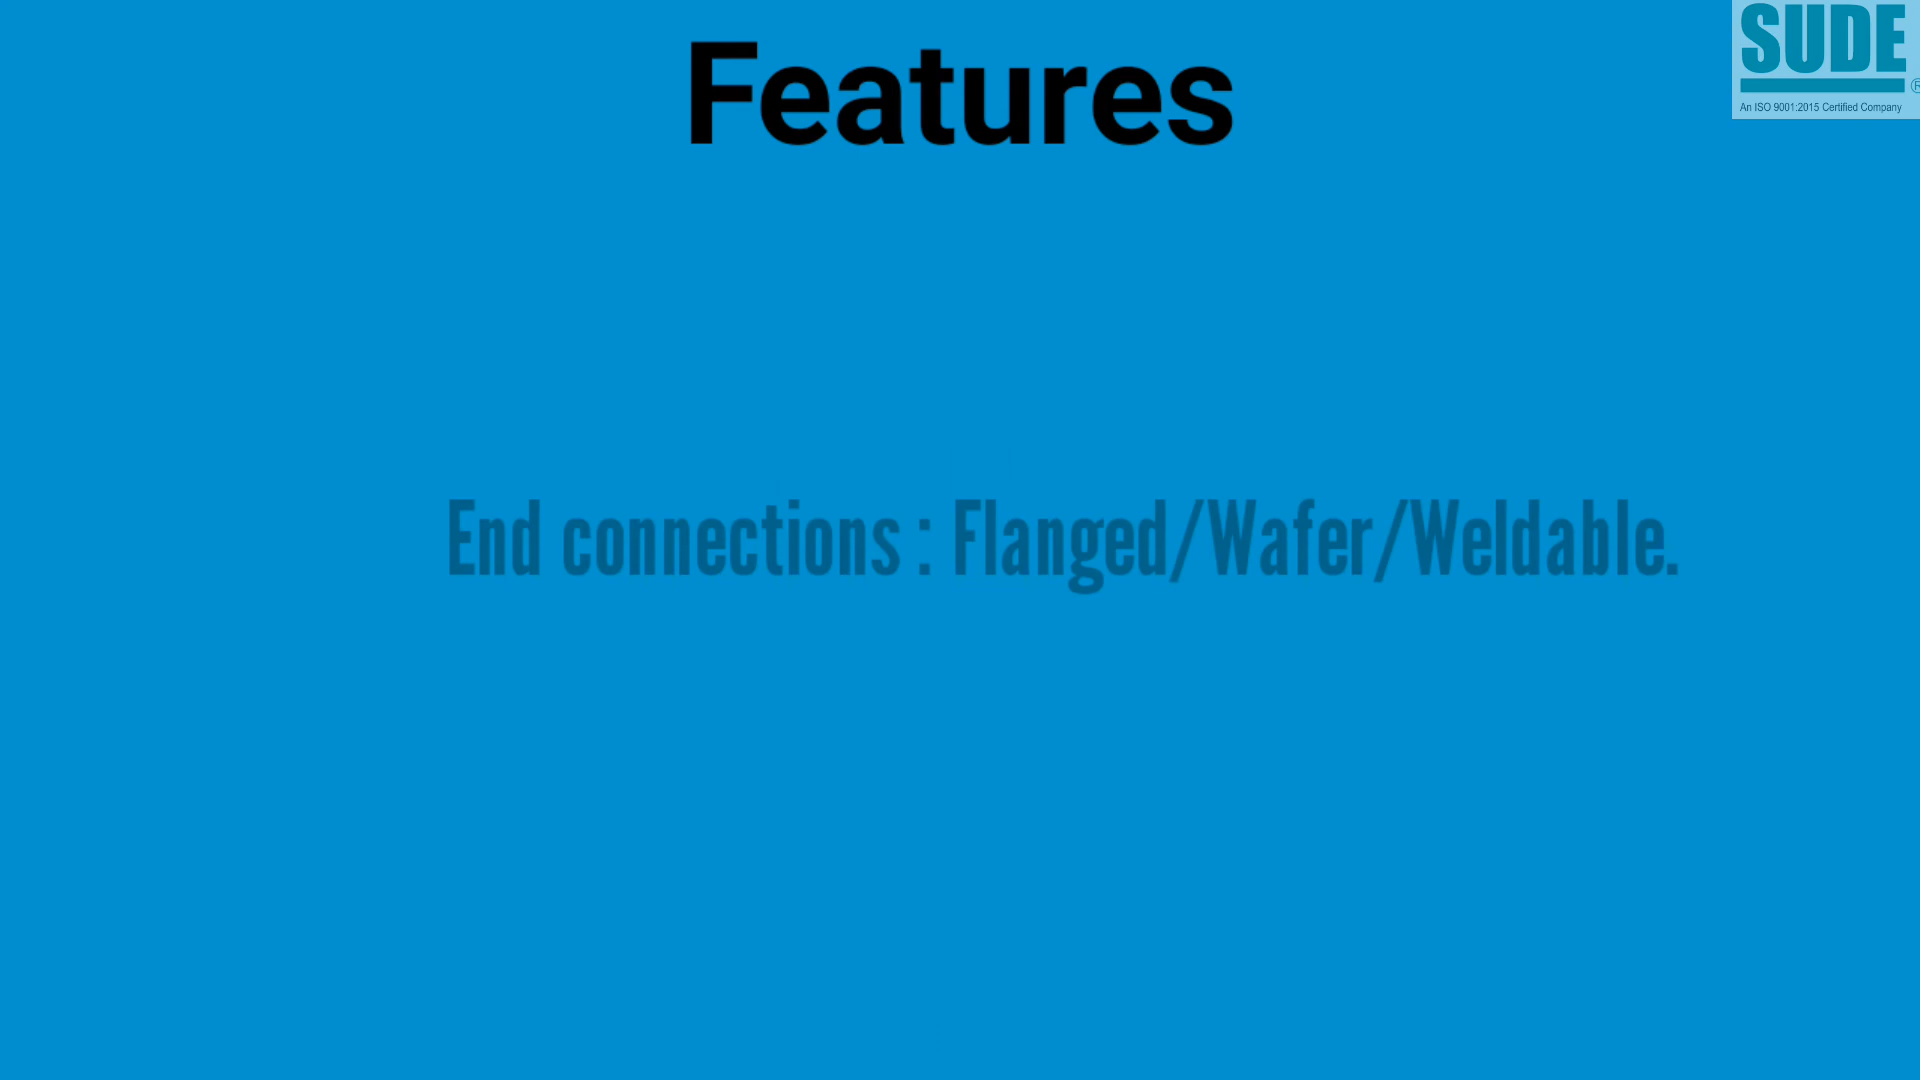 Features
SUDE
®
An ISO 9001:2015 Certified Company
End connections : Flanged/Wafer/Weldable.